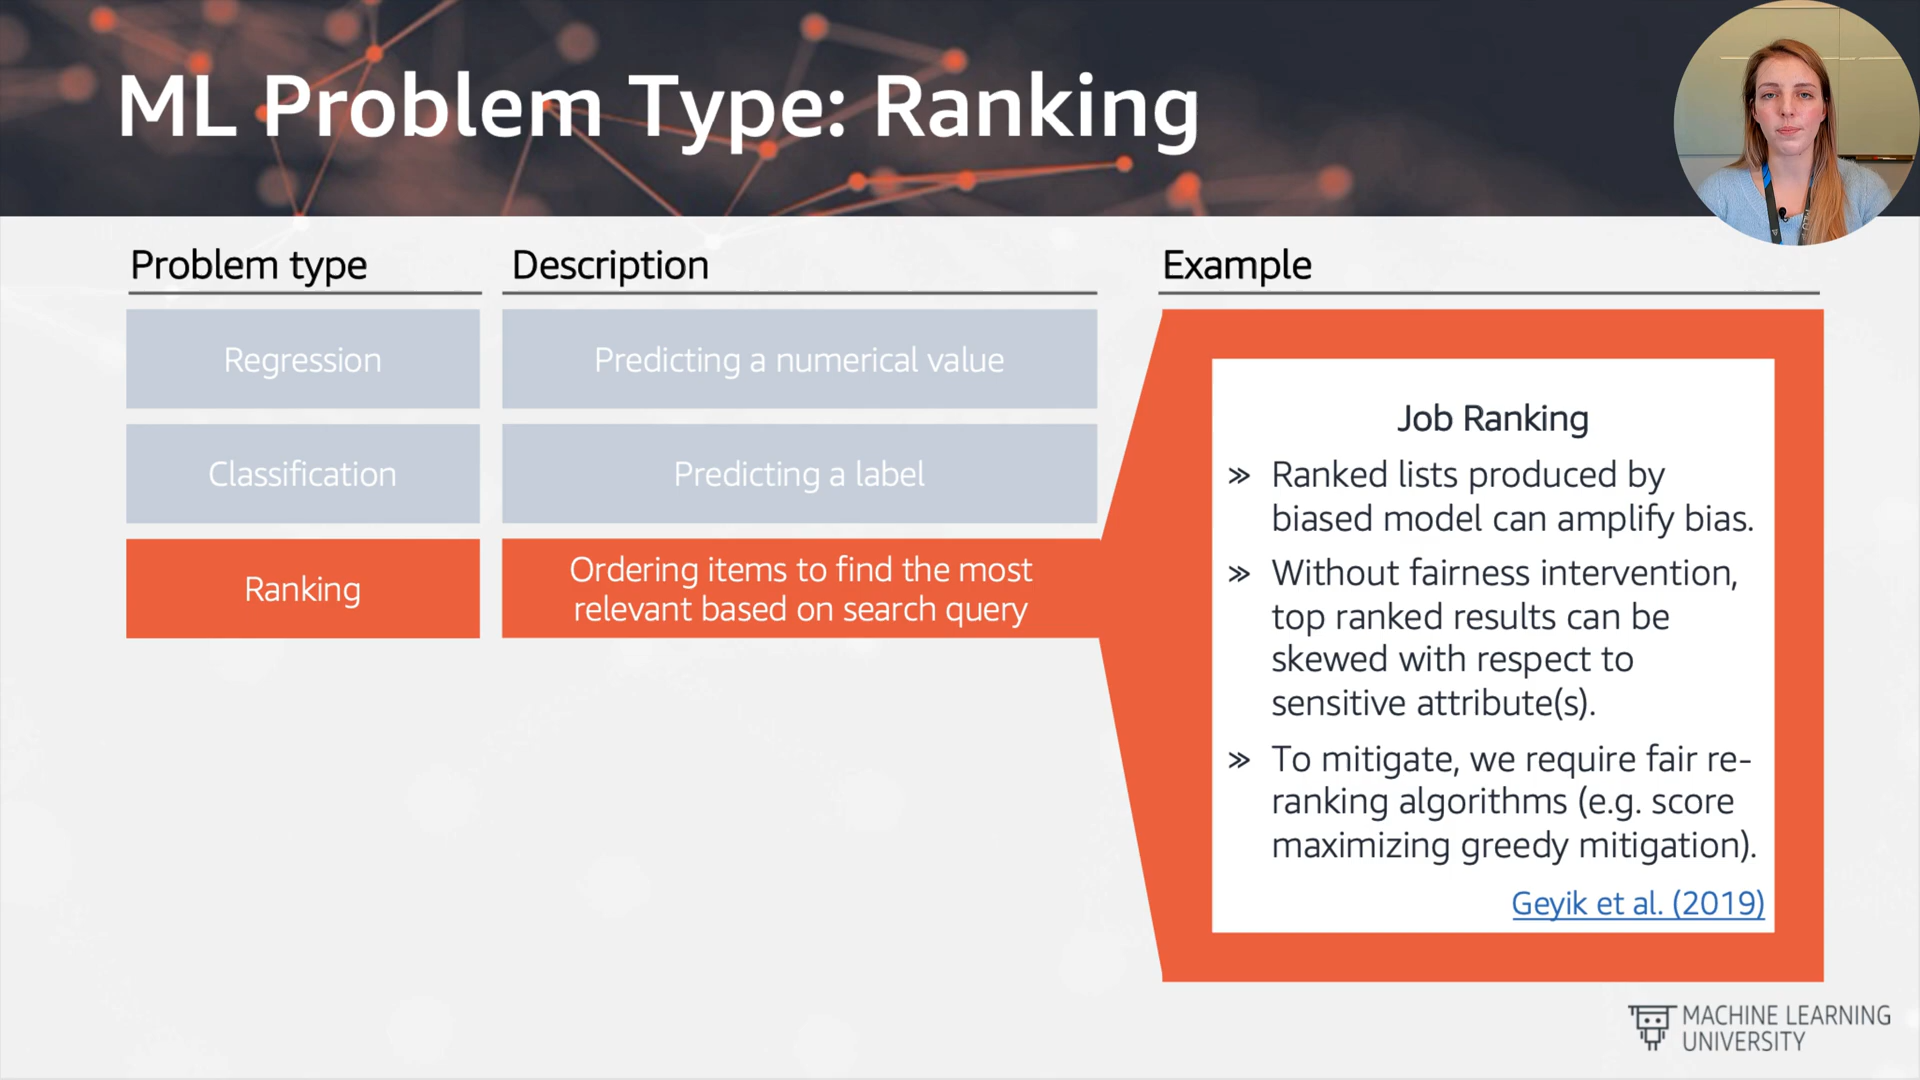 ML Problem Type: Ranking
Problem type
Description
Example
Regression
Predicting a numerical value
Classification
Predicting a label
Ranking
Ordering items to find the most
relevant based on search query
Job Ranking
» Ranked lists produced by
biased model can amplify bias.
» Without fairness intervention,
top ranked results can be
skewed with respect to
sensitive attribute(s).
» To mitigate, we require fair re-
ranking algorithms (e.g. score
maximizing greedy mitigation).
Geyik et al. (2019)
MACHINE LEARNING
UNIVERSITY